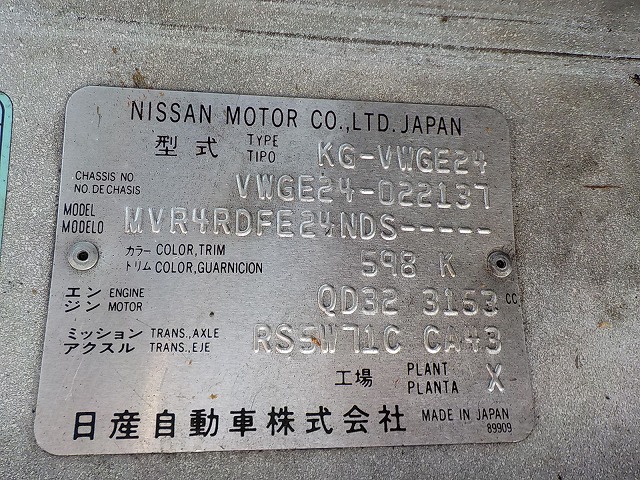 NISSAN MOTOR CO.,LTD. JAPAN
型式 TYPE TIPO KG-VWGE24
CHASSIS NO. NO. DE CHASIS VWGE24-022137
MODEL MODELO MVR4RDFE24NDS-----
カラー COLOR,TRIM
トリム COLOR,GUARNICION 598 K
エンジン ENGINE MOTOR QD32 3153 CC
ミッション TRANS.,AXLE
アクスル TRANS.,EJE RS5W71C CA43
工場 PLANT PLANTA X
日産自動車株式会社 MADE IN JAPAN
89909